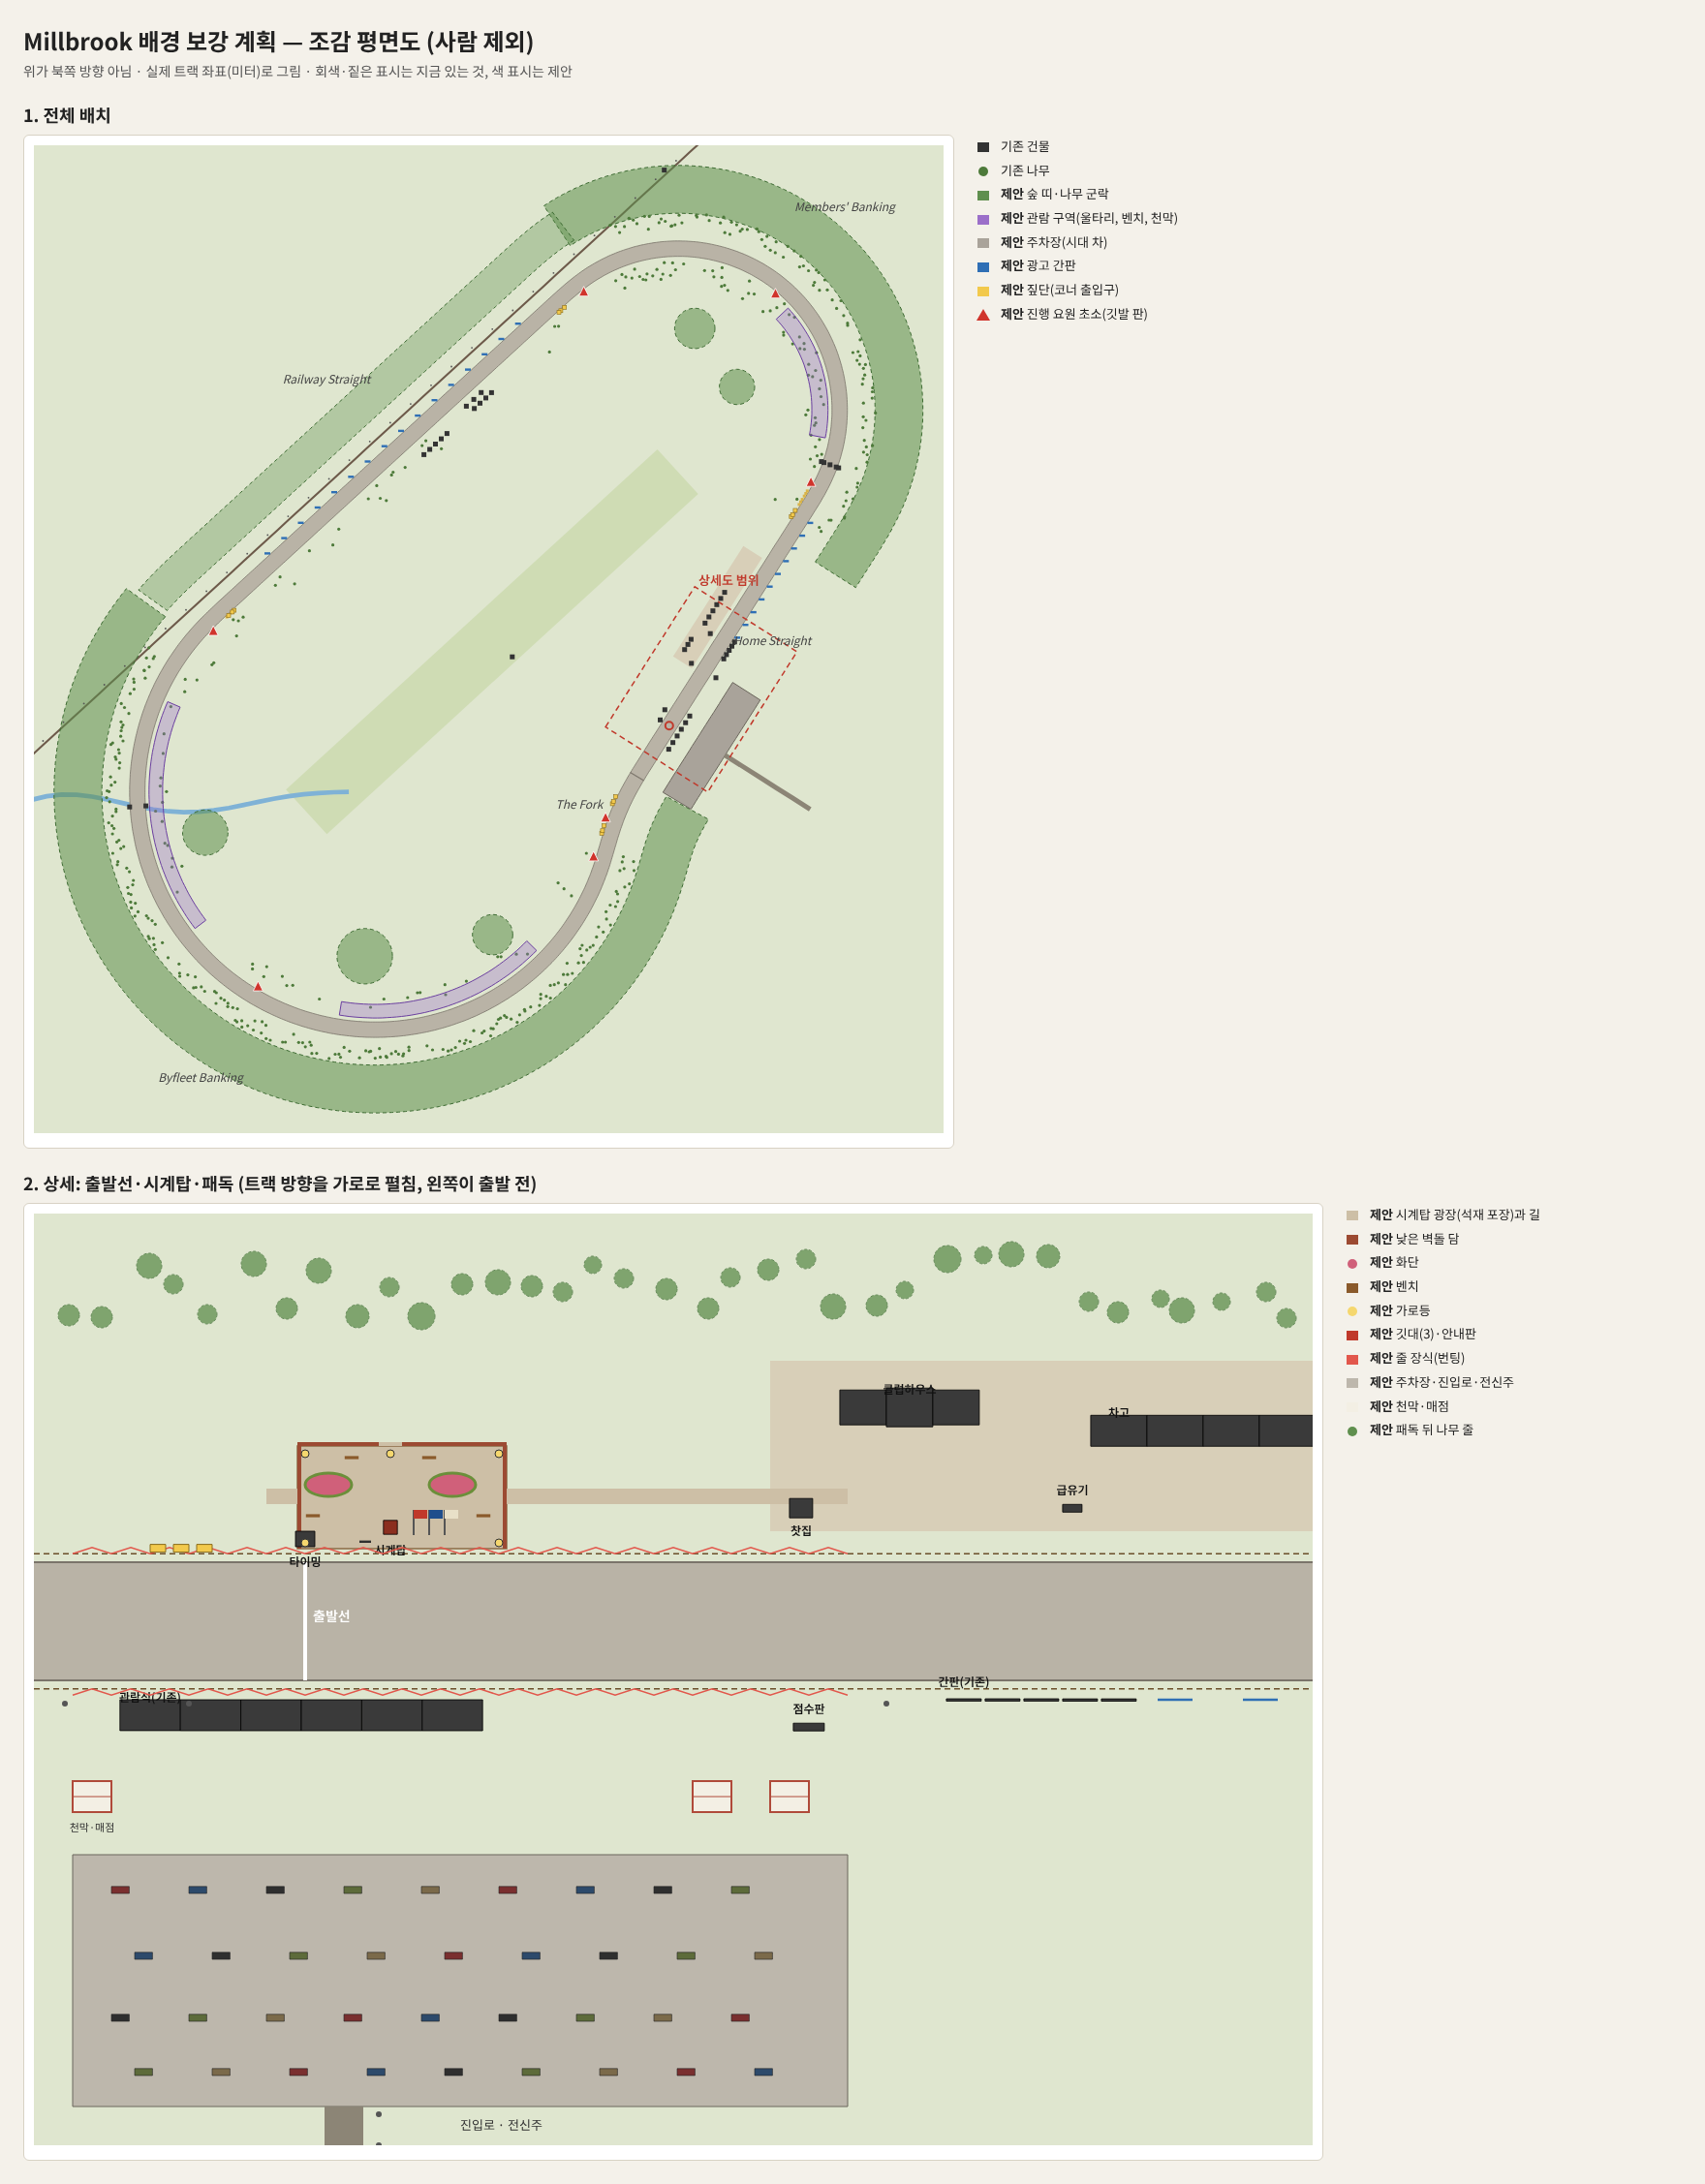 Millbrook 배경 보강 계획 — 조감 평면도 (사람 제외)
위가 북쪽 방향 아님 · 실제 트랙 좌표(미터)로 그림 · 회색·짙은 표시는 지금 있는 것, 색 표시는 제안
1. 전체 배치
기존 건물
기존 나무
제안 숲 띠·나무 군락
제안 관람 구역(울타리, 벤치, 천막)
제안 주차장(시대 차)
제안 광고 간판
제안 짚단(코너 출입구)
제안 진행 요원 초소(깃발 판)
Members' Banking
Railway Straight
상세도 범위
Home Straight
The Fork
Byfleet Banking
2. 상세: 출발선·시계탑·패독 (트랙 방향을 가로로 펼침, 왼쪽이 출발 전)
제안 시계탑 광장(석재 포장)과 길
제안 낮은 벽돌 담
제안 화단
제안 벤치
제안 가로등
제안 깃대(3)·안내판
제안 줄 장식(번팅)
제안 주차장·진입로·전신주
제안 천막·매점
제안 패독 뒤 나무 줄
클럽하우스
차고
급유기
찻집
시계탑
타이밍
출발선
간판(기존)
관람석(기존)
점수판
천막·매점
진입로 · 전신주